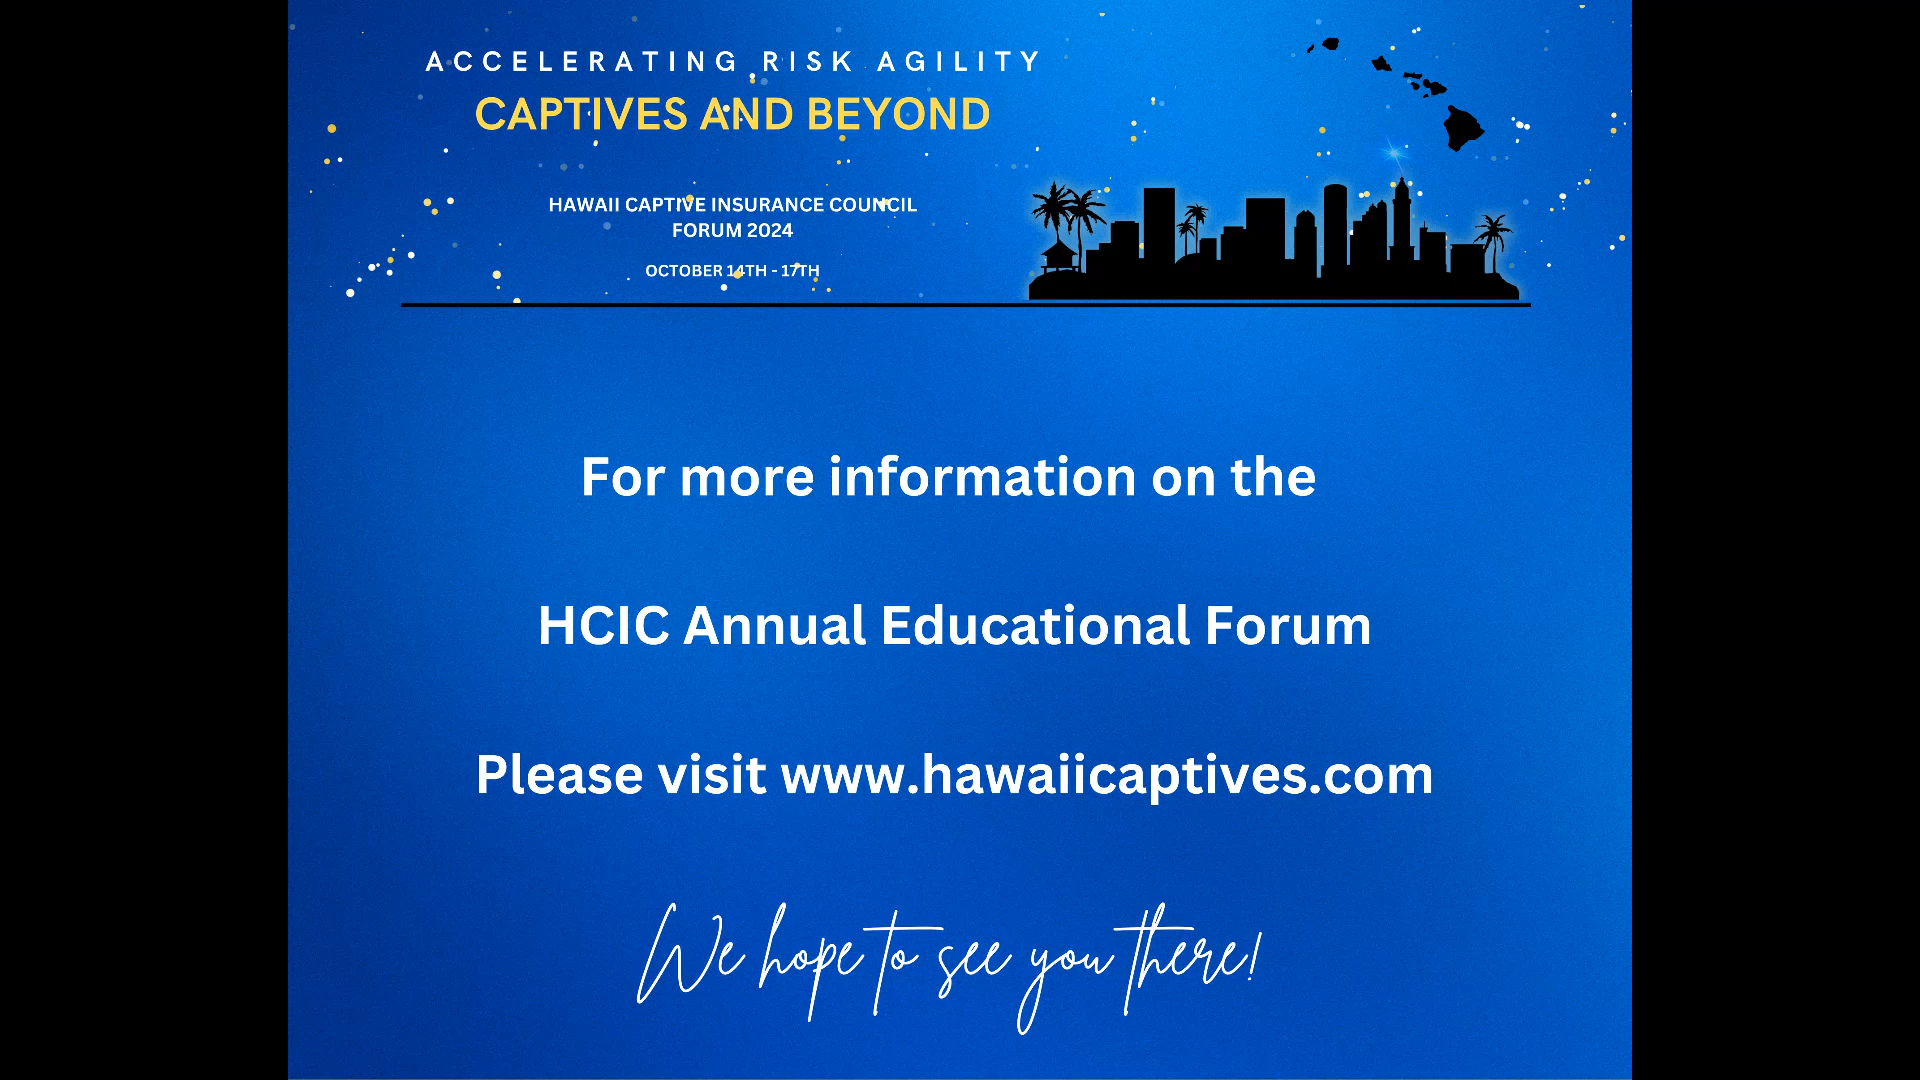 ACCELERATING RISK AGILITY
CAPTIVES AND BEYOND
HAWAII CAPTIVE INSURANCE COUNCIL
FORUM 2024
OCTOBER 14TH - 17TH
For more information on the
HCIC Annual Educational Forum
Please visit www.hawaiicaptives.com
We hope to see you there!